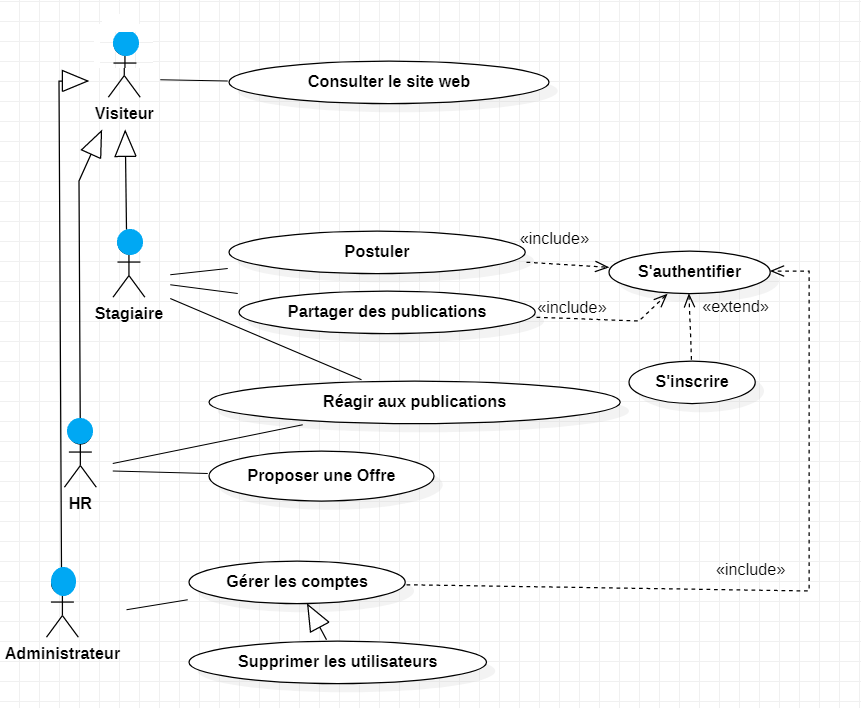 Consulter le site web
Visiteur
«include»
Postuler
S'authentifier
Stagiaire
Partager des publications
«include»
«extend»
S'inscrire
Réagir aux publications
Proposer une Offre
HR
«include»
Gérer les comptes
Administrateur
Supprimer les utilisateurs